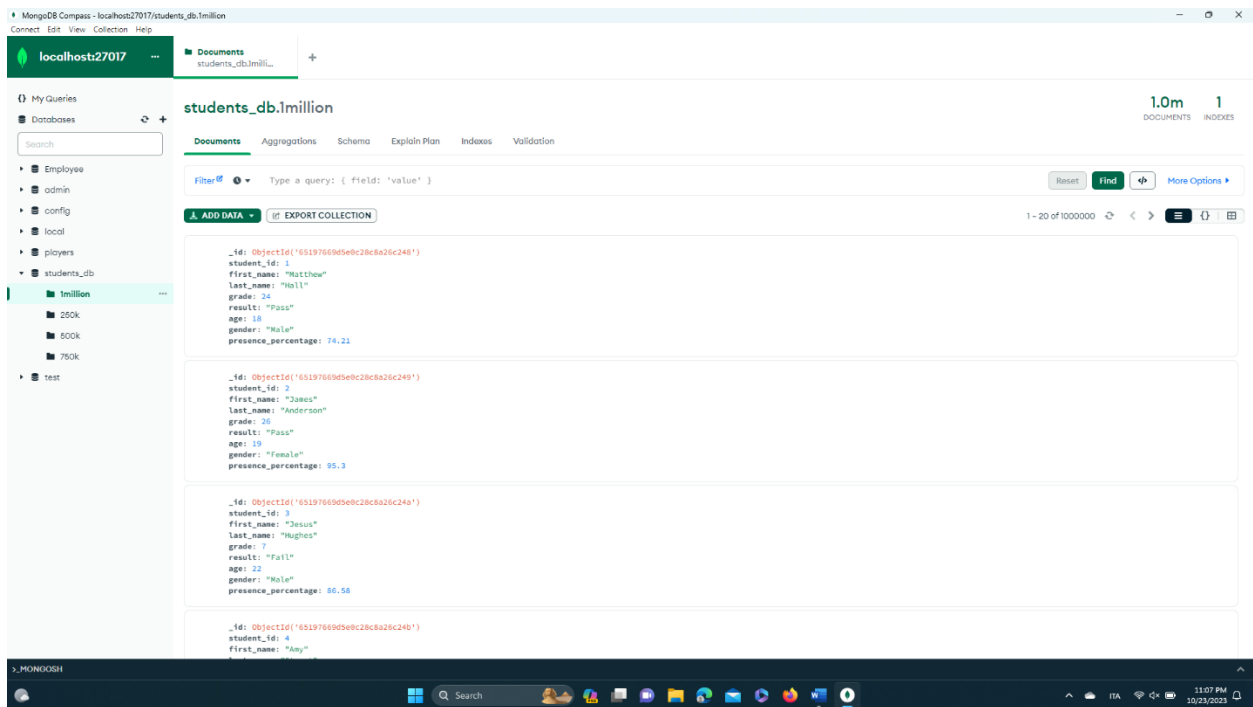 MongoDB Compass - localhost:27017/students_db.1million
Connect Edit View Collection Help
localhost:27017 ...
Documents
students_db.1milli...
+
{} My Queries
Databases
Search
Employee
admin
config
local
players
students_db
1million ...
250k
500k
750k
test
students_db.1million
1.0m 1
DOCUMENTS INDEXES
Documents Aggregations Schema Explain Plan Indexes Validation
Filter Type a query: { field: 'value' } Reset Find </> More Options
ADD DATA EXPORT COLLECTION 1 – 20 of 1000000 {}
_id: ObjectId('65197669d5e0c28c8a26c248')
student_id: 1
first_name: "Matthew"
last_name: "Hall"
grade: 24
result: "Pass"
age: 18
gender: "Male"
presence_percentage: 74.21
_id: ObjectId('65197669d5e0c28c8a26c249')
student_id: 2
first_name: "James"
last_name: "Anderson"
grade: 26
result: "Pass"
age: 19
gender: "Female"
presence_percentage: 95.3
_id: ObjectId('65197669d5e0c28c8a26c24a')
student_id: 3
first_name: "Jesus"
last_name: "Hughes"
grade: 7
result: "Fail"
age: 22
gender: "Male"
presence_percentage: 86.58
_id: ObjectId('65197669d5e0c28c8a26c24b')
student_id: 4
first_name: "Amy"
>_MONGOSH
Search
ITA
11:07 PM
10/23/2023